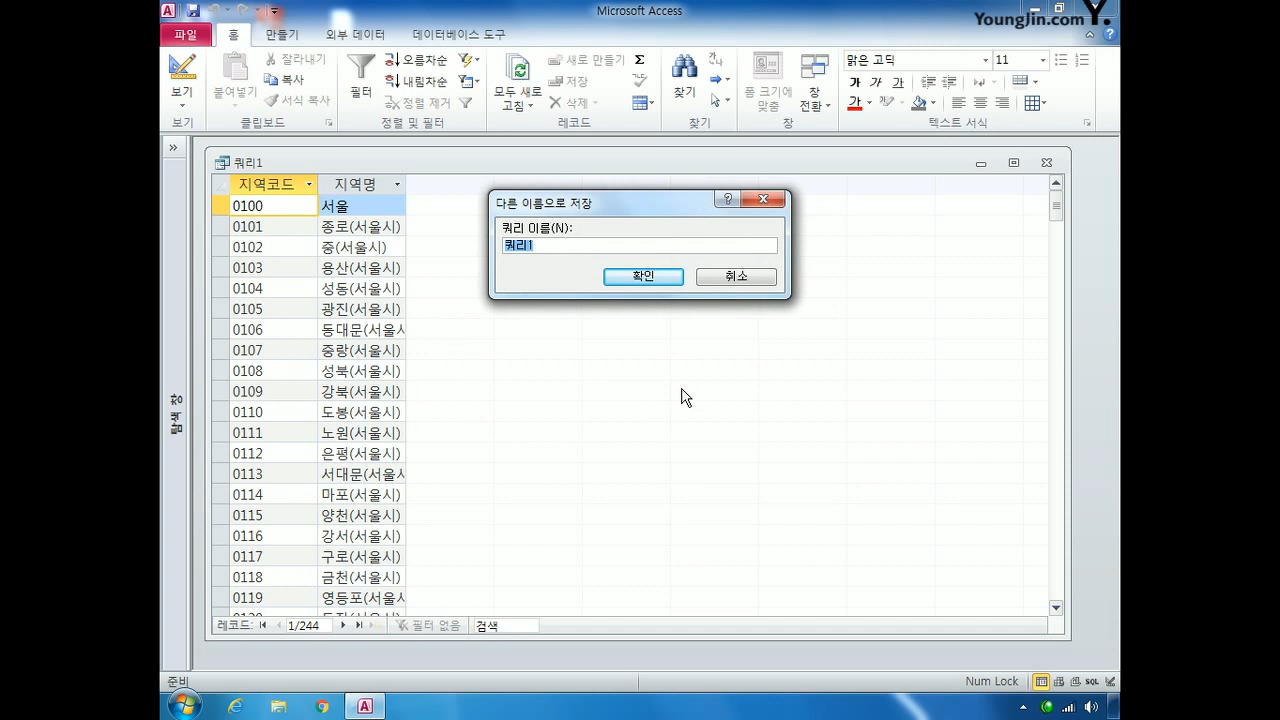 Microsoft Access
YoungJin.com Y.
파일 홈 만들기 외부 데이터 데이터베이스 도구
잘라내기
복사
서식 복사
보기
붙여넣기
보기
클립보드
필터
오름차순
내림차순
정렬 제거
정렬 및 필터
모두 새로
고침
새로 만들기
저장
삭제
레코드
찾기
찾기
폼 크기에
맞춤
창
전환
창
맑은 고딕 11
가 가 가
가
텍스트 서식
탐색 창
쿼리1
지역코드 지역명
0100 서울
0101 종로(서울시)
0102 중(서울시)
0103 용산(서울시)
0104 성동(서울시)
0105 광진(서울시)
0106 동대문(서울시
0107 중랑(서울시)
0108 성북(서울시)
0109 강북(서울시)
0110 도봉(서울시)
0111 노원(서울시)
0112 은평(서울시)
0113 서대문(서울시
0114 마포(서울시)
0115 양천(서울시)
0116 강서(서울시)
0117 구로(서울시)
0118 금천(서울시)
0119 영등포(서울시
다른 이름으로 저장
쿼리 이름(N):
쿼리1
확인 취소
레코드: 1/244 필터 없음 검색
준비 Num Lock SQL